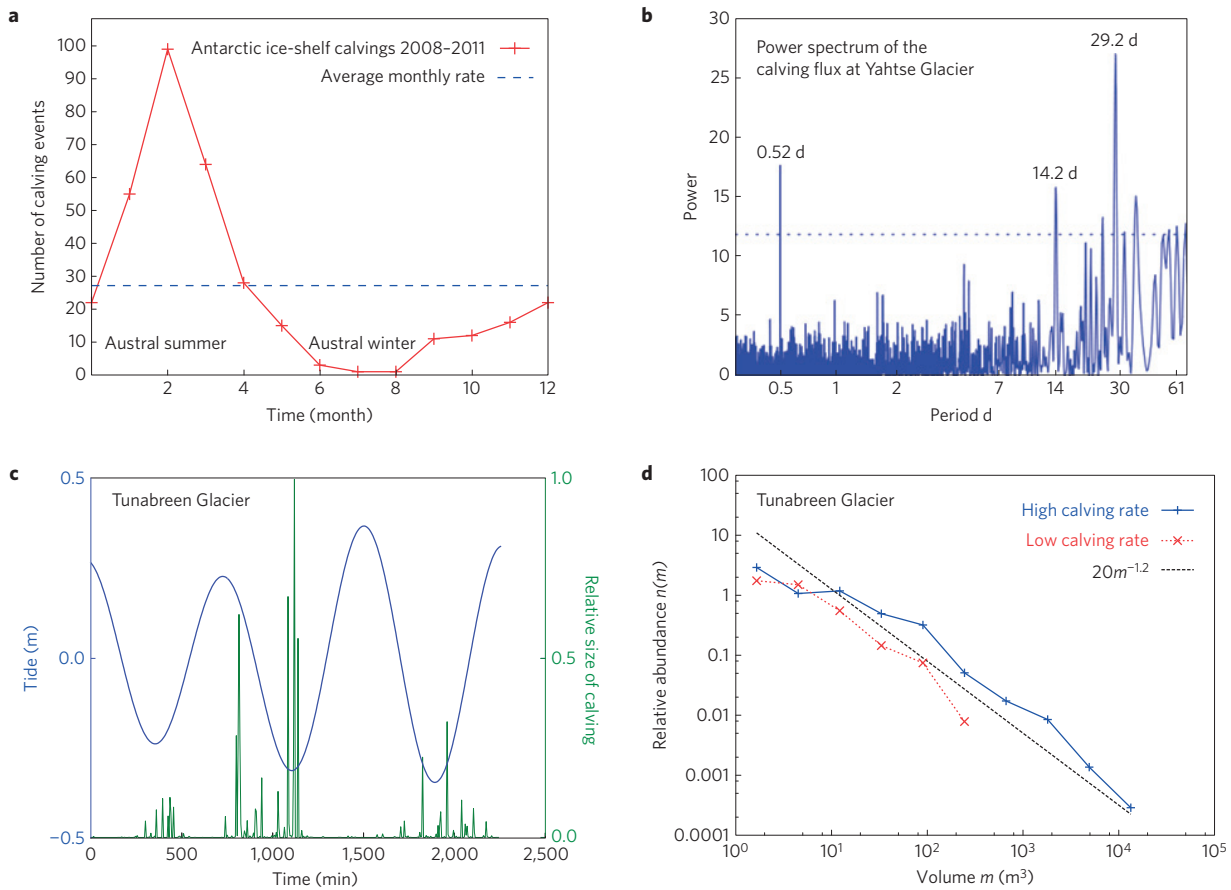 a
Antarctic ice-shelf calvings 2008–2011
Average monthly rate
100
90
80
70
60
50
40
30
20
10
0
Number of calving events
Austral summer
Austral winter
2
4
6
8
10
12
Time (month)
b
Power spectrum of the
calving flux at Yahtse Glacier
29.2 d
0.52 d
14.2 d
30
25
20
15
10
5
0
Power
0.5
1
2
7
14
30
61
Period d
c
Tunabreen Glacier
0.5
0.0
−0.5
Tide (m)
1.0
0.5
0.0
Relative size of calving
0
500
1,000
1,500
2,000
2,500
Time (min)
d
Tunabreen Glacier
High calving rate
Low calving rate
20m⁻¹·²
100
10
1
0.1
0.01
0.001
0.0001
Relative abundance n(m)
10⁰
10¹
10²
10³
10⁴
10⁵
Volume m (m³)